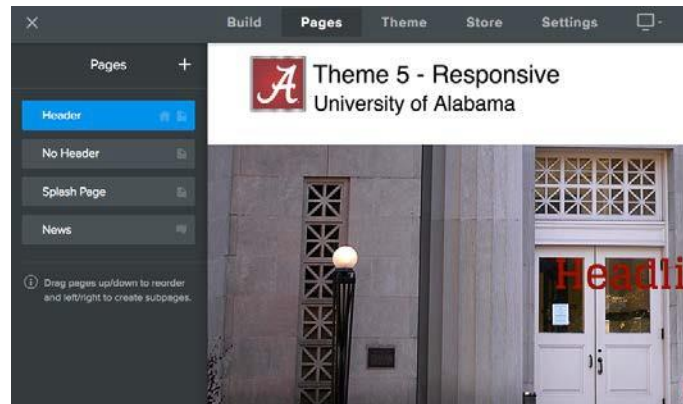 Build Pages Theme Store Settings
Pages +
Header
No Header
Splash Page
News
Drag pages up/down to reorder
and left/right to create subpages.
A
Theme 5 - Responsive
University of Alabama
Headli